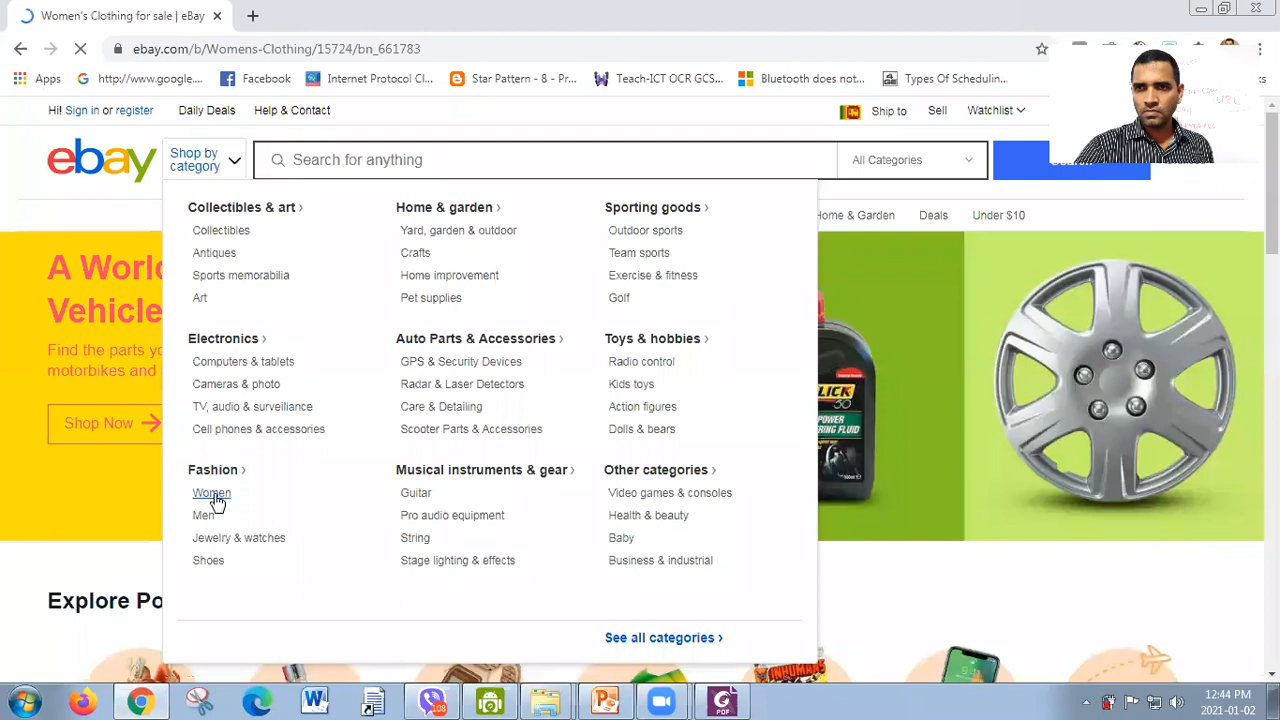 Women's Clothing for sale | eBay
ebay.com/b/Womens-Clothing/15724/bn_661783
Apps
http://www.google....
Facebook
Internet Protocol Cl...
Star Pattern - 8 - Pr...
Teach-ICT OCR GCS...
Bluetooth does not...
Types Of Schedulin...
Hi! Sign in or register
Daily Deals
Help & Contact
Ship to
Sell
Watchlist
ebay
Shop by category
Search for anything
All Categories
Collectibles & art
Collectibles
Antiques
Sports memorabilia
Art
Home & garden
Yard, garden & outdoor
Crafts
Home improvement
Pet supplies
Sporting goods
Outdoor sports
Team sports
Exercise & fitness
Golf
Electronics
Computers & tablets
Cameras & photo
TV, audio & surveillance
Cell phones & accessories
Auto Parts & Accessories
GPS & Security Devices
Radar & Laser Detectors
Care & Detailing
Scooter Parts & Accessories
Toys & hobbies
Radio control
Kids toys
Action figures
Dolls & bears
Fashion
Women
Men
Jewelry & watches
Shoes
Musical instruments & gear
Guitar
Pro audio equipment
String
Stage lighting & effects
Other categories
Video games & consoles
Health & beauty
Baby
Business & industrial
See all categories
Home & Garden
Deals
Under $10
A Worl
Vehicle
Find the parts yo
motorbikes and
Shop Now
Explore Po
108
PDF
12:44 PM
2021-01-02